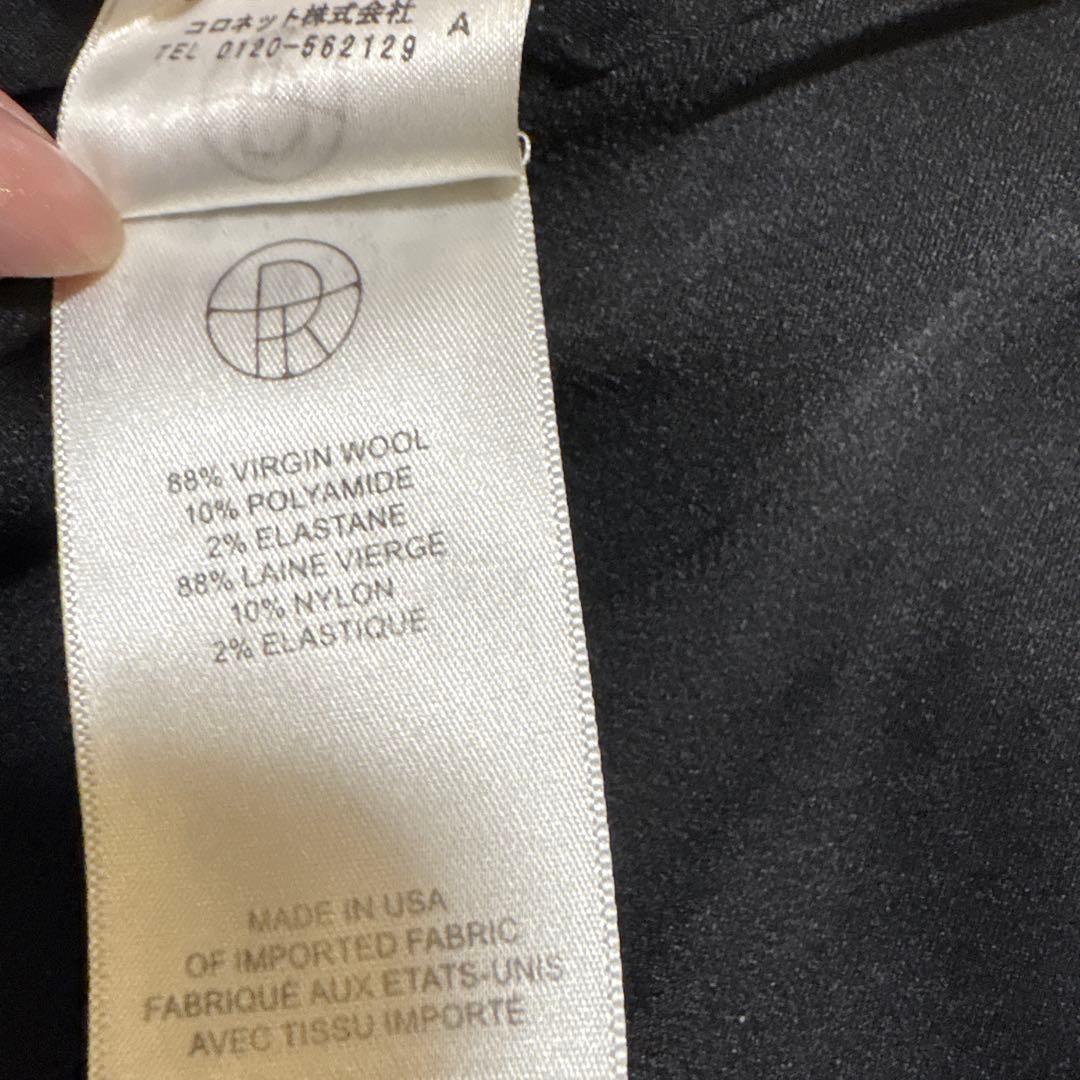 コロネット株式会社
TEL 0120-562129 A
TR
88% VIRGIN WOOL
10% POLYAMIDE
2% ELASTANE
88% LAINE VIERGE
10% NYLON
2% ELASTIQUE
MADE IN USA
OF IMPORTED FABRIC
FABRIQUÉ AUX ETATS-UNIS
AVEC TISSU IMPORTÉ